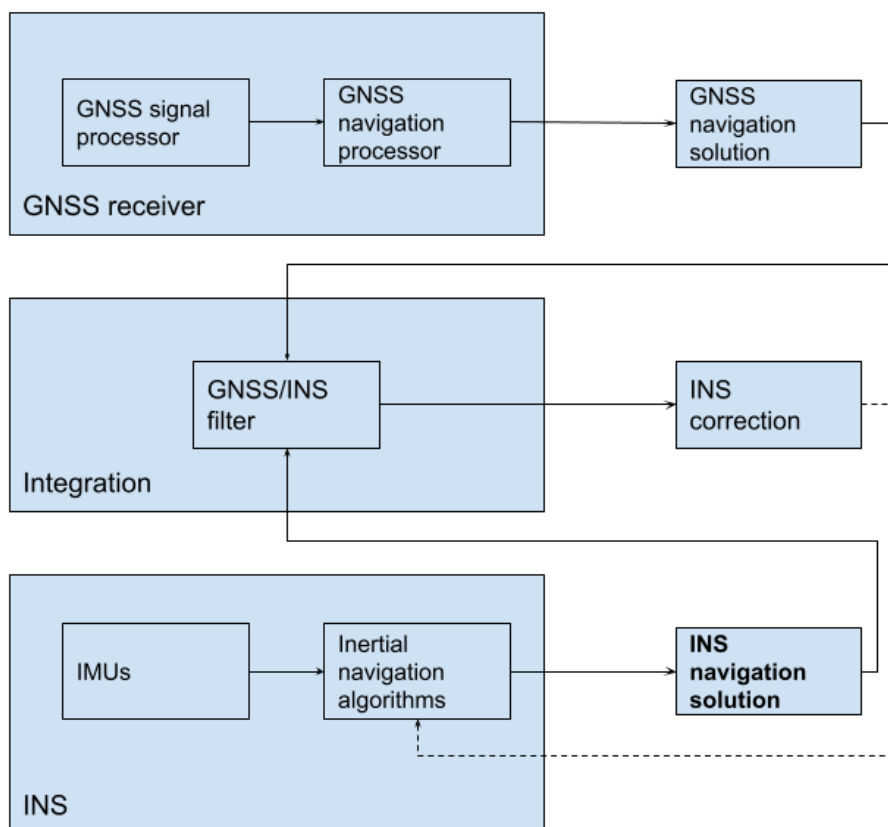 GNSS signal
processor
GNSS
navigation
processor
GNSS
navigation
solution
GNSS receiver
GNSS/INS
filter
INS
correction
Integration
IMUs
Inertial
navigation
algorithms
INS
navigation
solution
INS